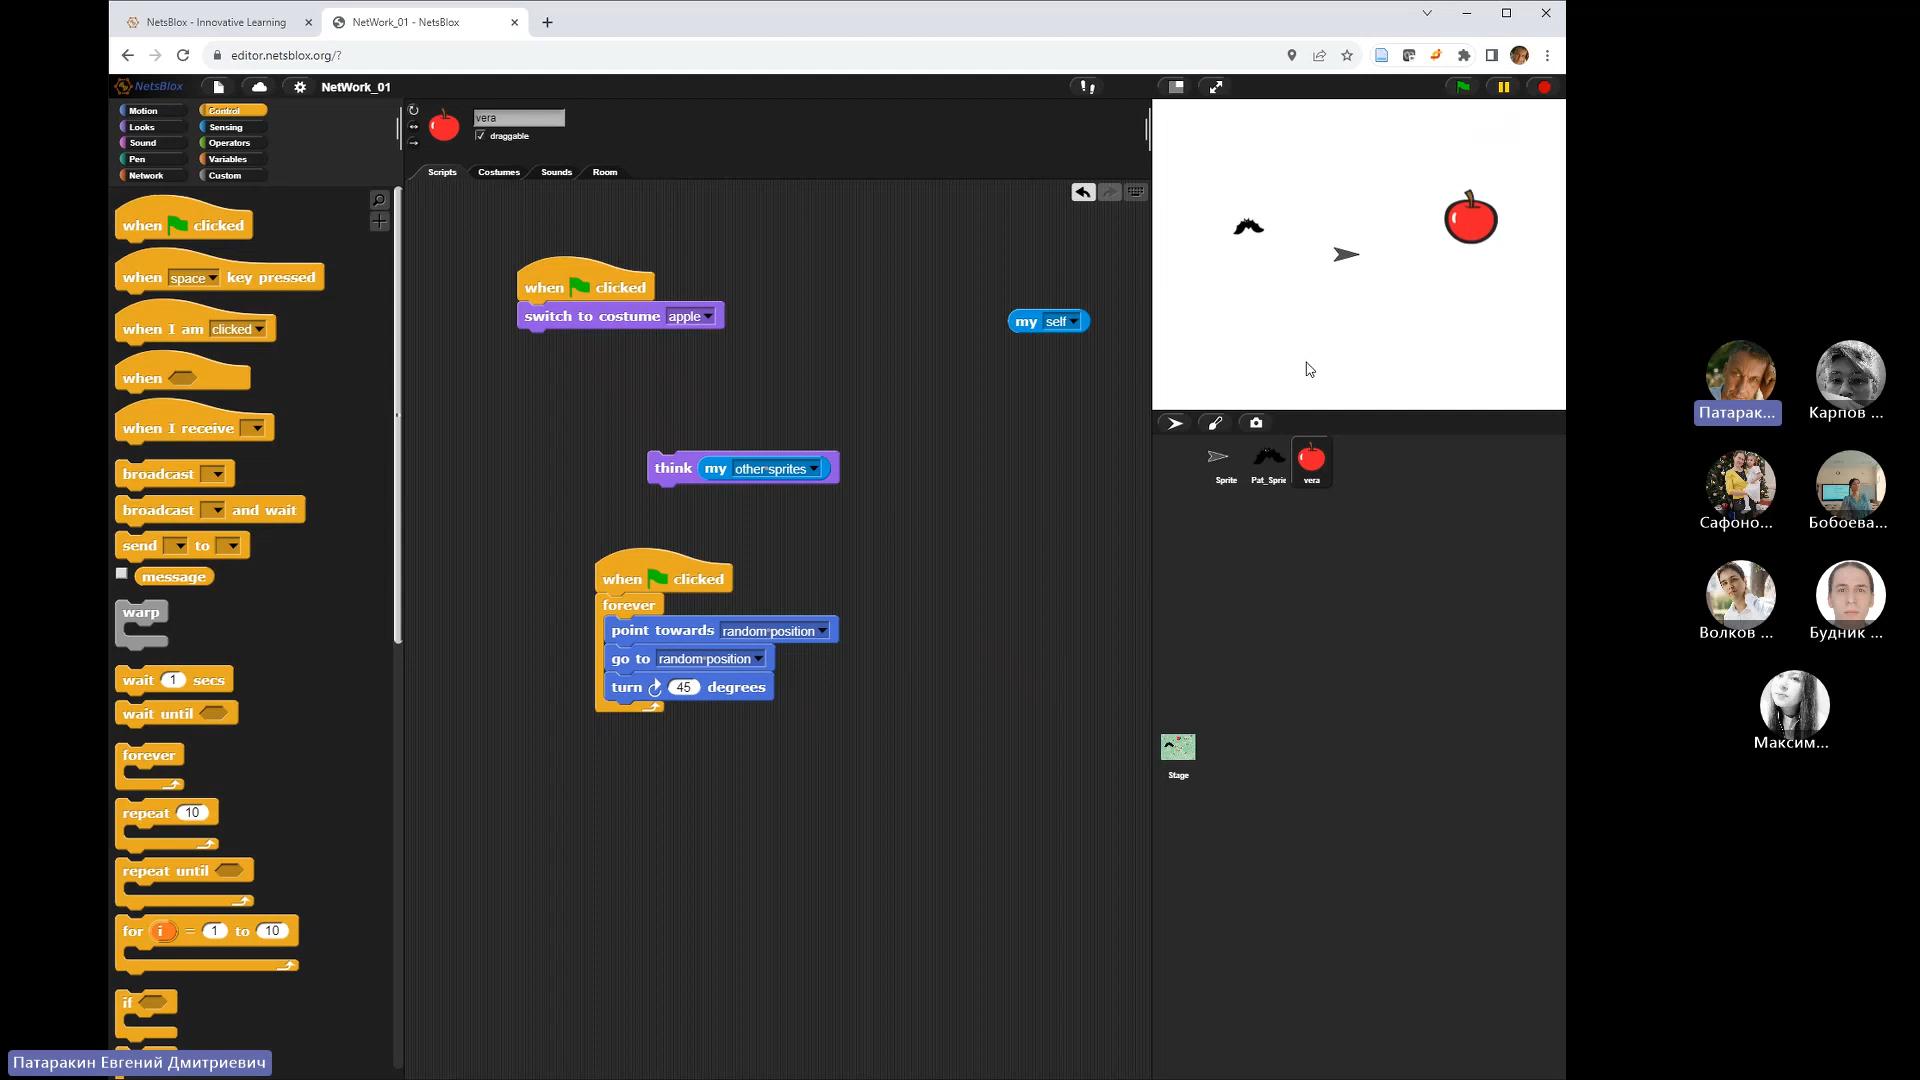 NetsBlox - Innovative Learning
NetWork_01 - NetsBlox
editor.netsblox.org/?
NetsBlox
NetWork_01
Motion
Control
Looks
Sensing
Sound
Operators
Pen
Variables
Network
Custom
vera
draggable
Scripts
Costumes
Sounds
Room
when clicked
when space key pressed
when I am clicked
when
when I receive
broadcast
broadcast and wait
send to
message
warp
wait 1 secs
wait until
forever
repeat 10
repeat until
for i = 1 to 10
if
when clicked
switch to costume apple
my self
think my other sprites
when clicked
forever
point towards random position
go to random position
turn 45 degrees
Sprite
Pat_Sprie
vera
Stage
Патарак...
Карпов ...
Сафоно...
Бобоева...
Волков ...
Будник ...
Максим...
Патаракин Евгений Дмитриевич